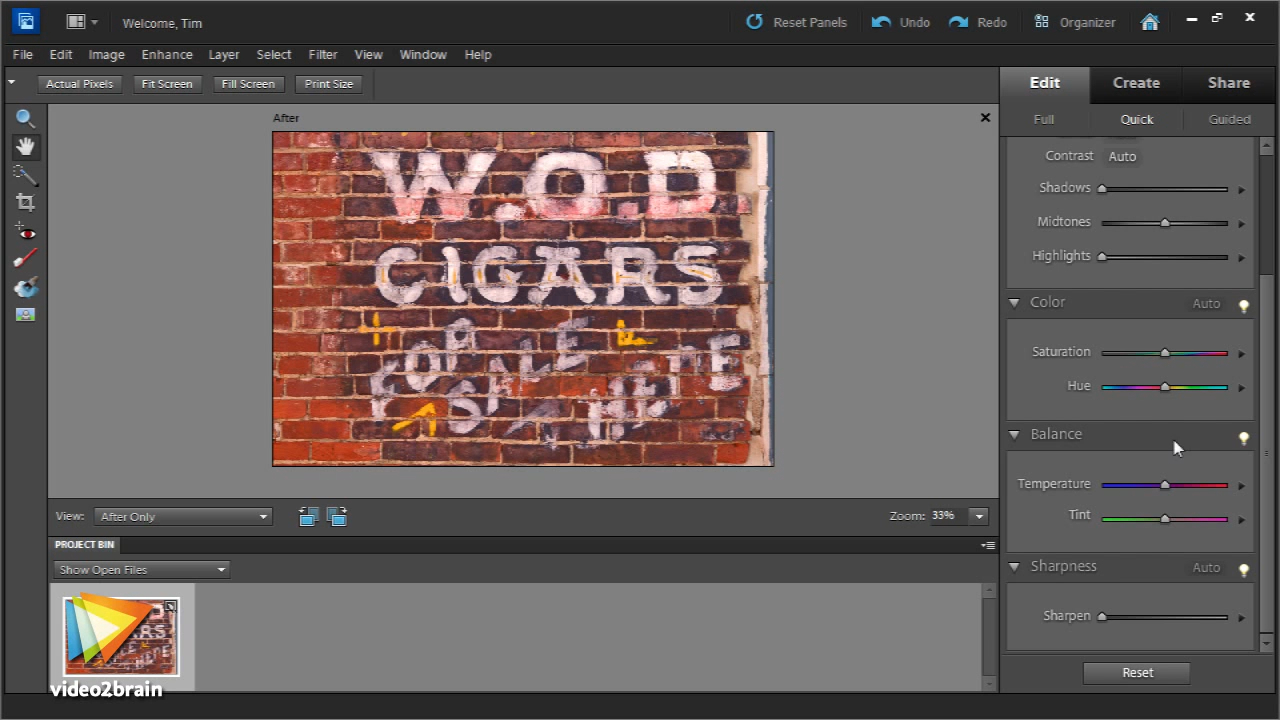 Welcome, Tim
Reset Panels Undo Redo Organizer
File Edit Image Enhance Layer Select Filter View Window Help
Actual Pixels Fit Screen Fill Screen Print Size
Edit Create Share
Full Quick Guided
After
W.O.D.
CIGARS
FOR SALE HERE
Contrast Auto
Shadows
Midtones
Highlights
Color Auto
Saturation
Hue
Balance
Temperature
Tint
Sharpness Auto
Sharpen
Reset
View: After Only Zoom: 33%
PROJECT BIN
Show Open Files
video2brain